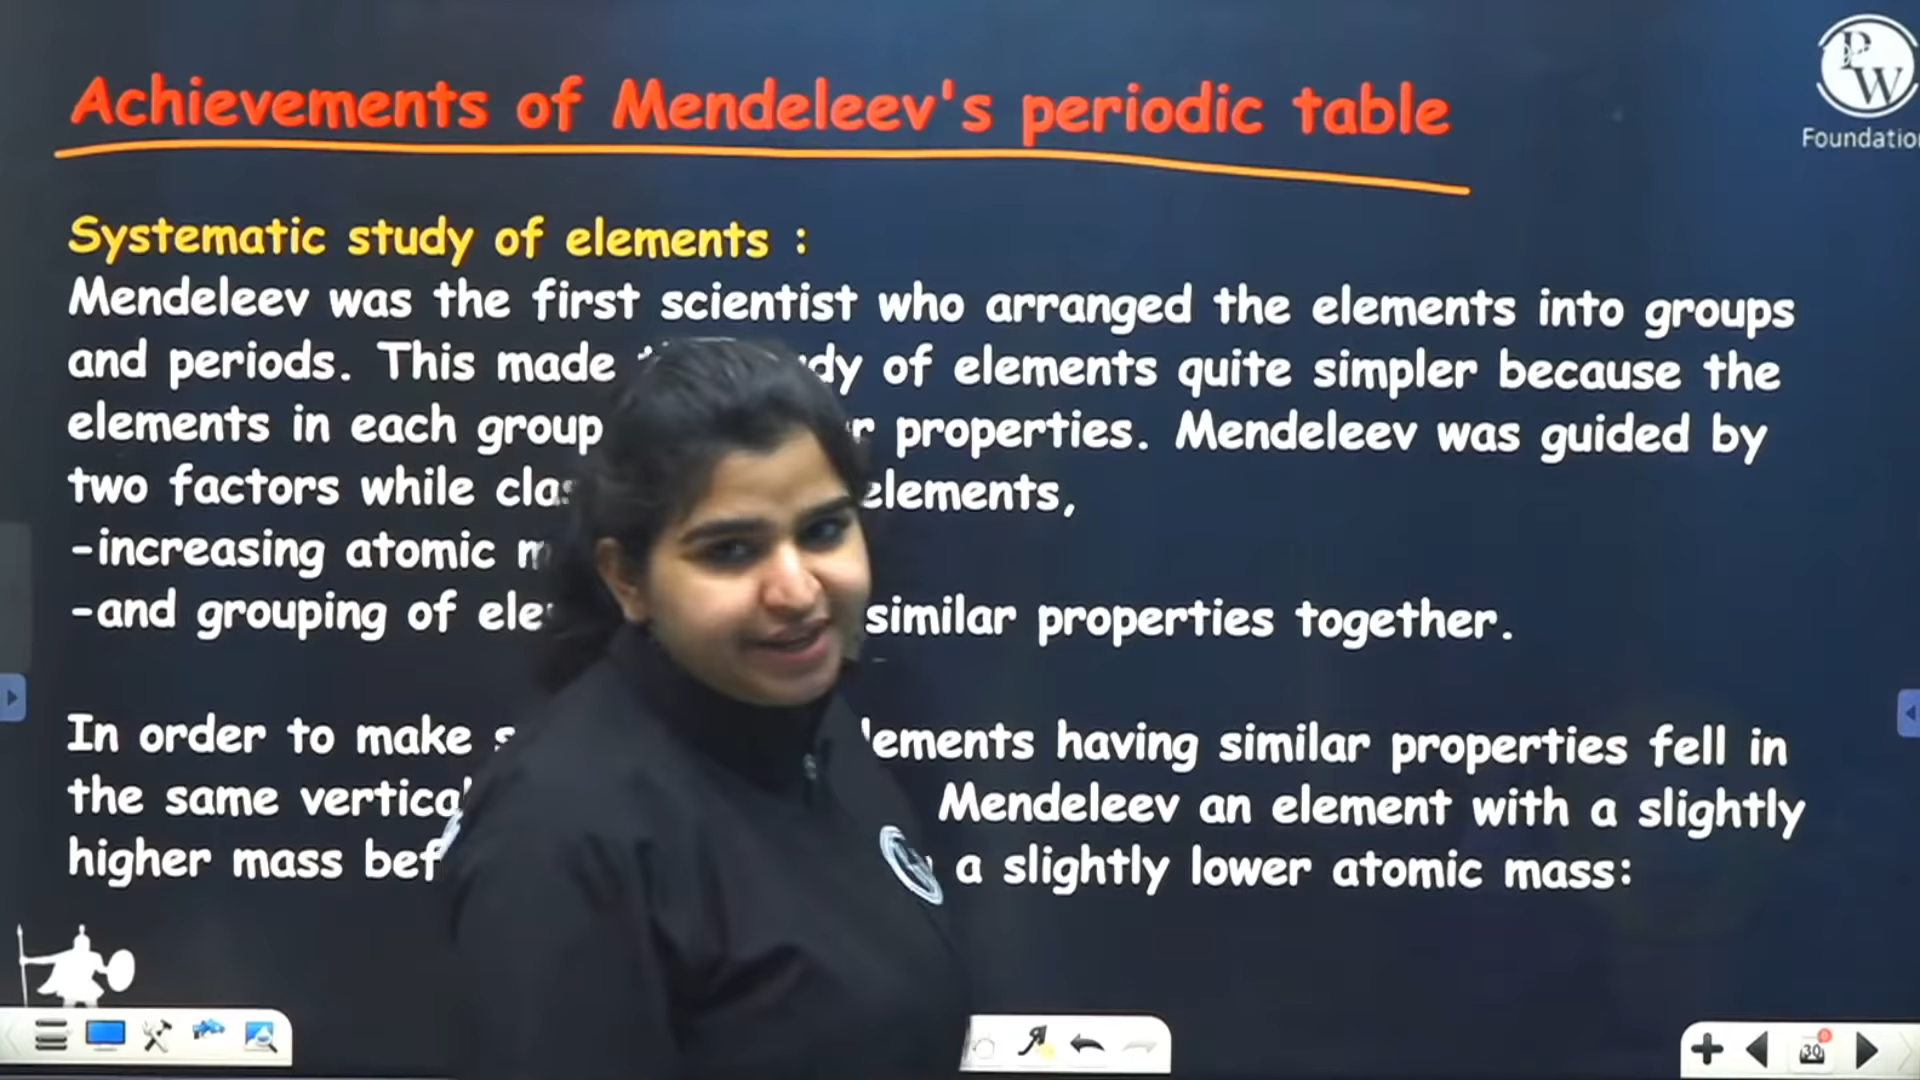 PW
Foundation
Achievements of Mendeleev's periodic table
Systematic study of elements :
Mendeleev was the first scientist who arranged the elements into groups
and periods. This made of elements quite simpler because the
elements in each group properties. Mendeleev was guided by
two factors while elements,
-increasing atomic
-and grouping of similar properties together.
In order to make having similar properties fell in
the same Mendeleev an element with a slightly
higher mass a slightly lower atomic mass:
30